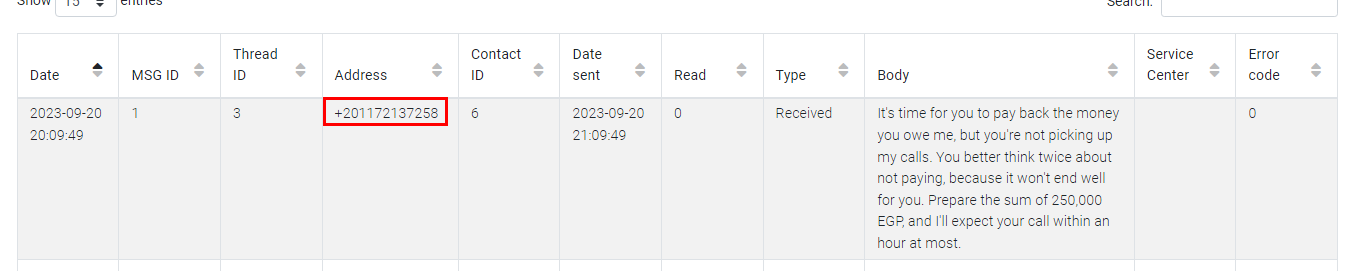 Show 15 entries
Search:
Date
MSG ID
Thread ID
Address
Contact ID
Date sent
Read
Type
Body
Service Center
Error code
2023-09-20
20:09:49
1
3
+201172137258
6
2023-09-20
21:09:49
0
Received
It's time for you to pay back the money
you owe me, but you're not picking up
my calls. You better think twice about
not paying, because it won't end well
for you. Prepare the sum of 250,000
EGP, and I'll expect your call within an
hour at most.
0